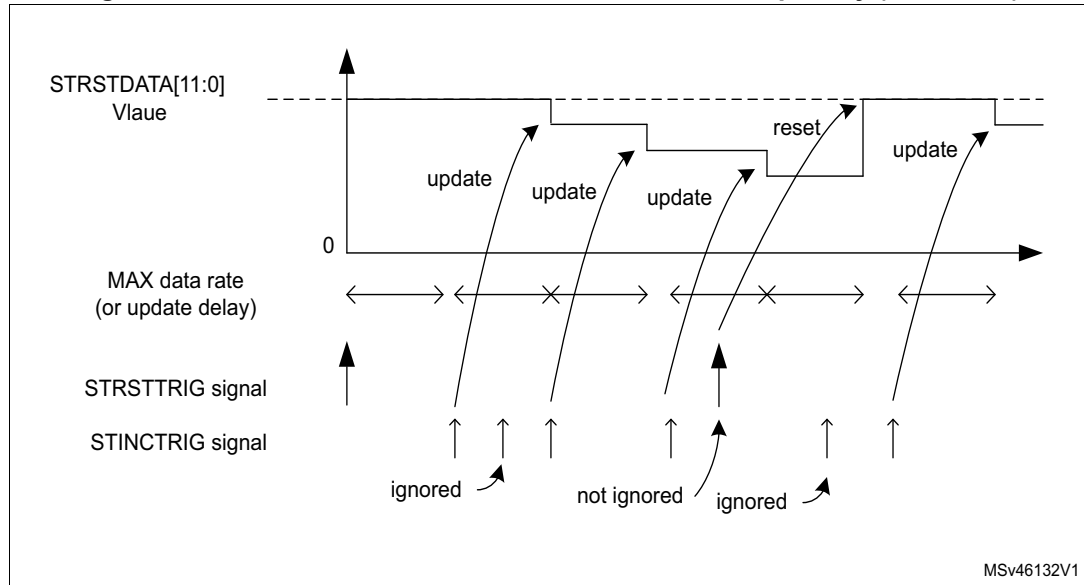 STRSTDATA[11:0]
Vlaue
reset
update
update
update
update
0
MAX data rate
(or update delay)
STRSTTRIG signal
STINCTRIG signal
ignored
not ignored
ignored
MSv46132V1